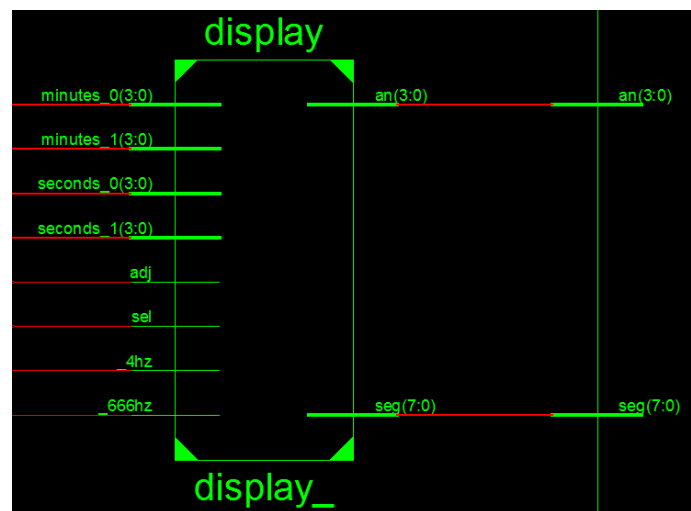 display
minutes_0(3:0)
an(3:0)
an(3:0)
minutes_1(3:0)
seconds_0(3:0)
seconds_1(3:0)
adj
sel
_4hz
_666hz
seg(7:0)
seg(7:0)
display_